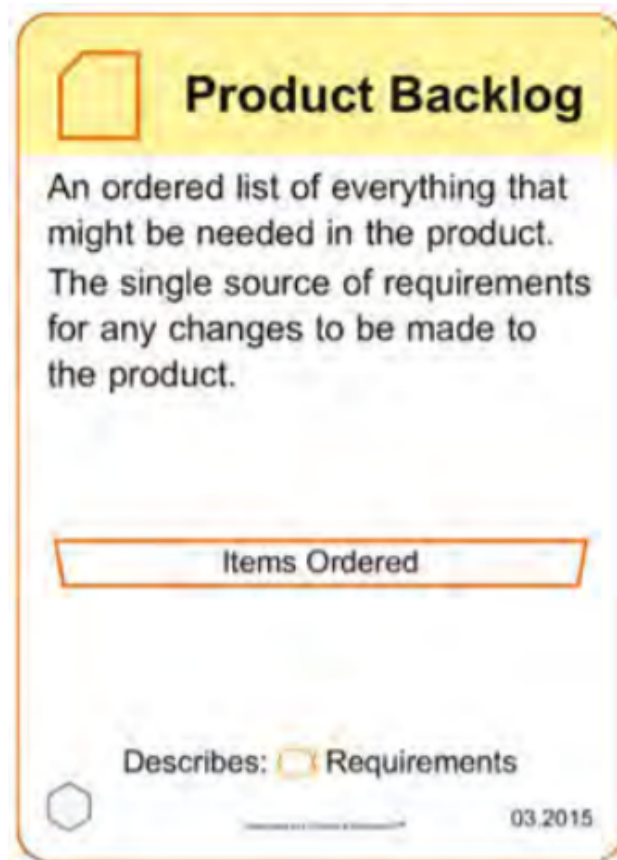 Product Backlog
An ordered list of everything that
might be needed in the product.
The single source of requirements
for any changes to be made to
the product.
Items Ordered
Describes: Requirements
03.2015